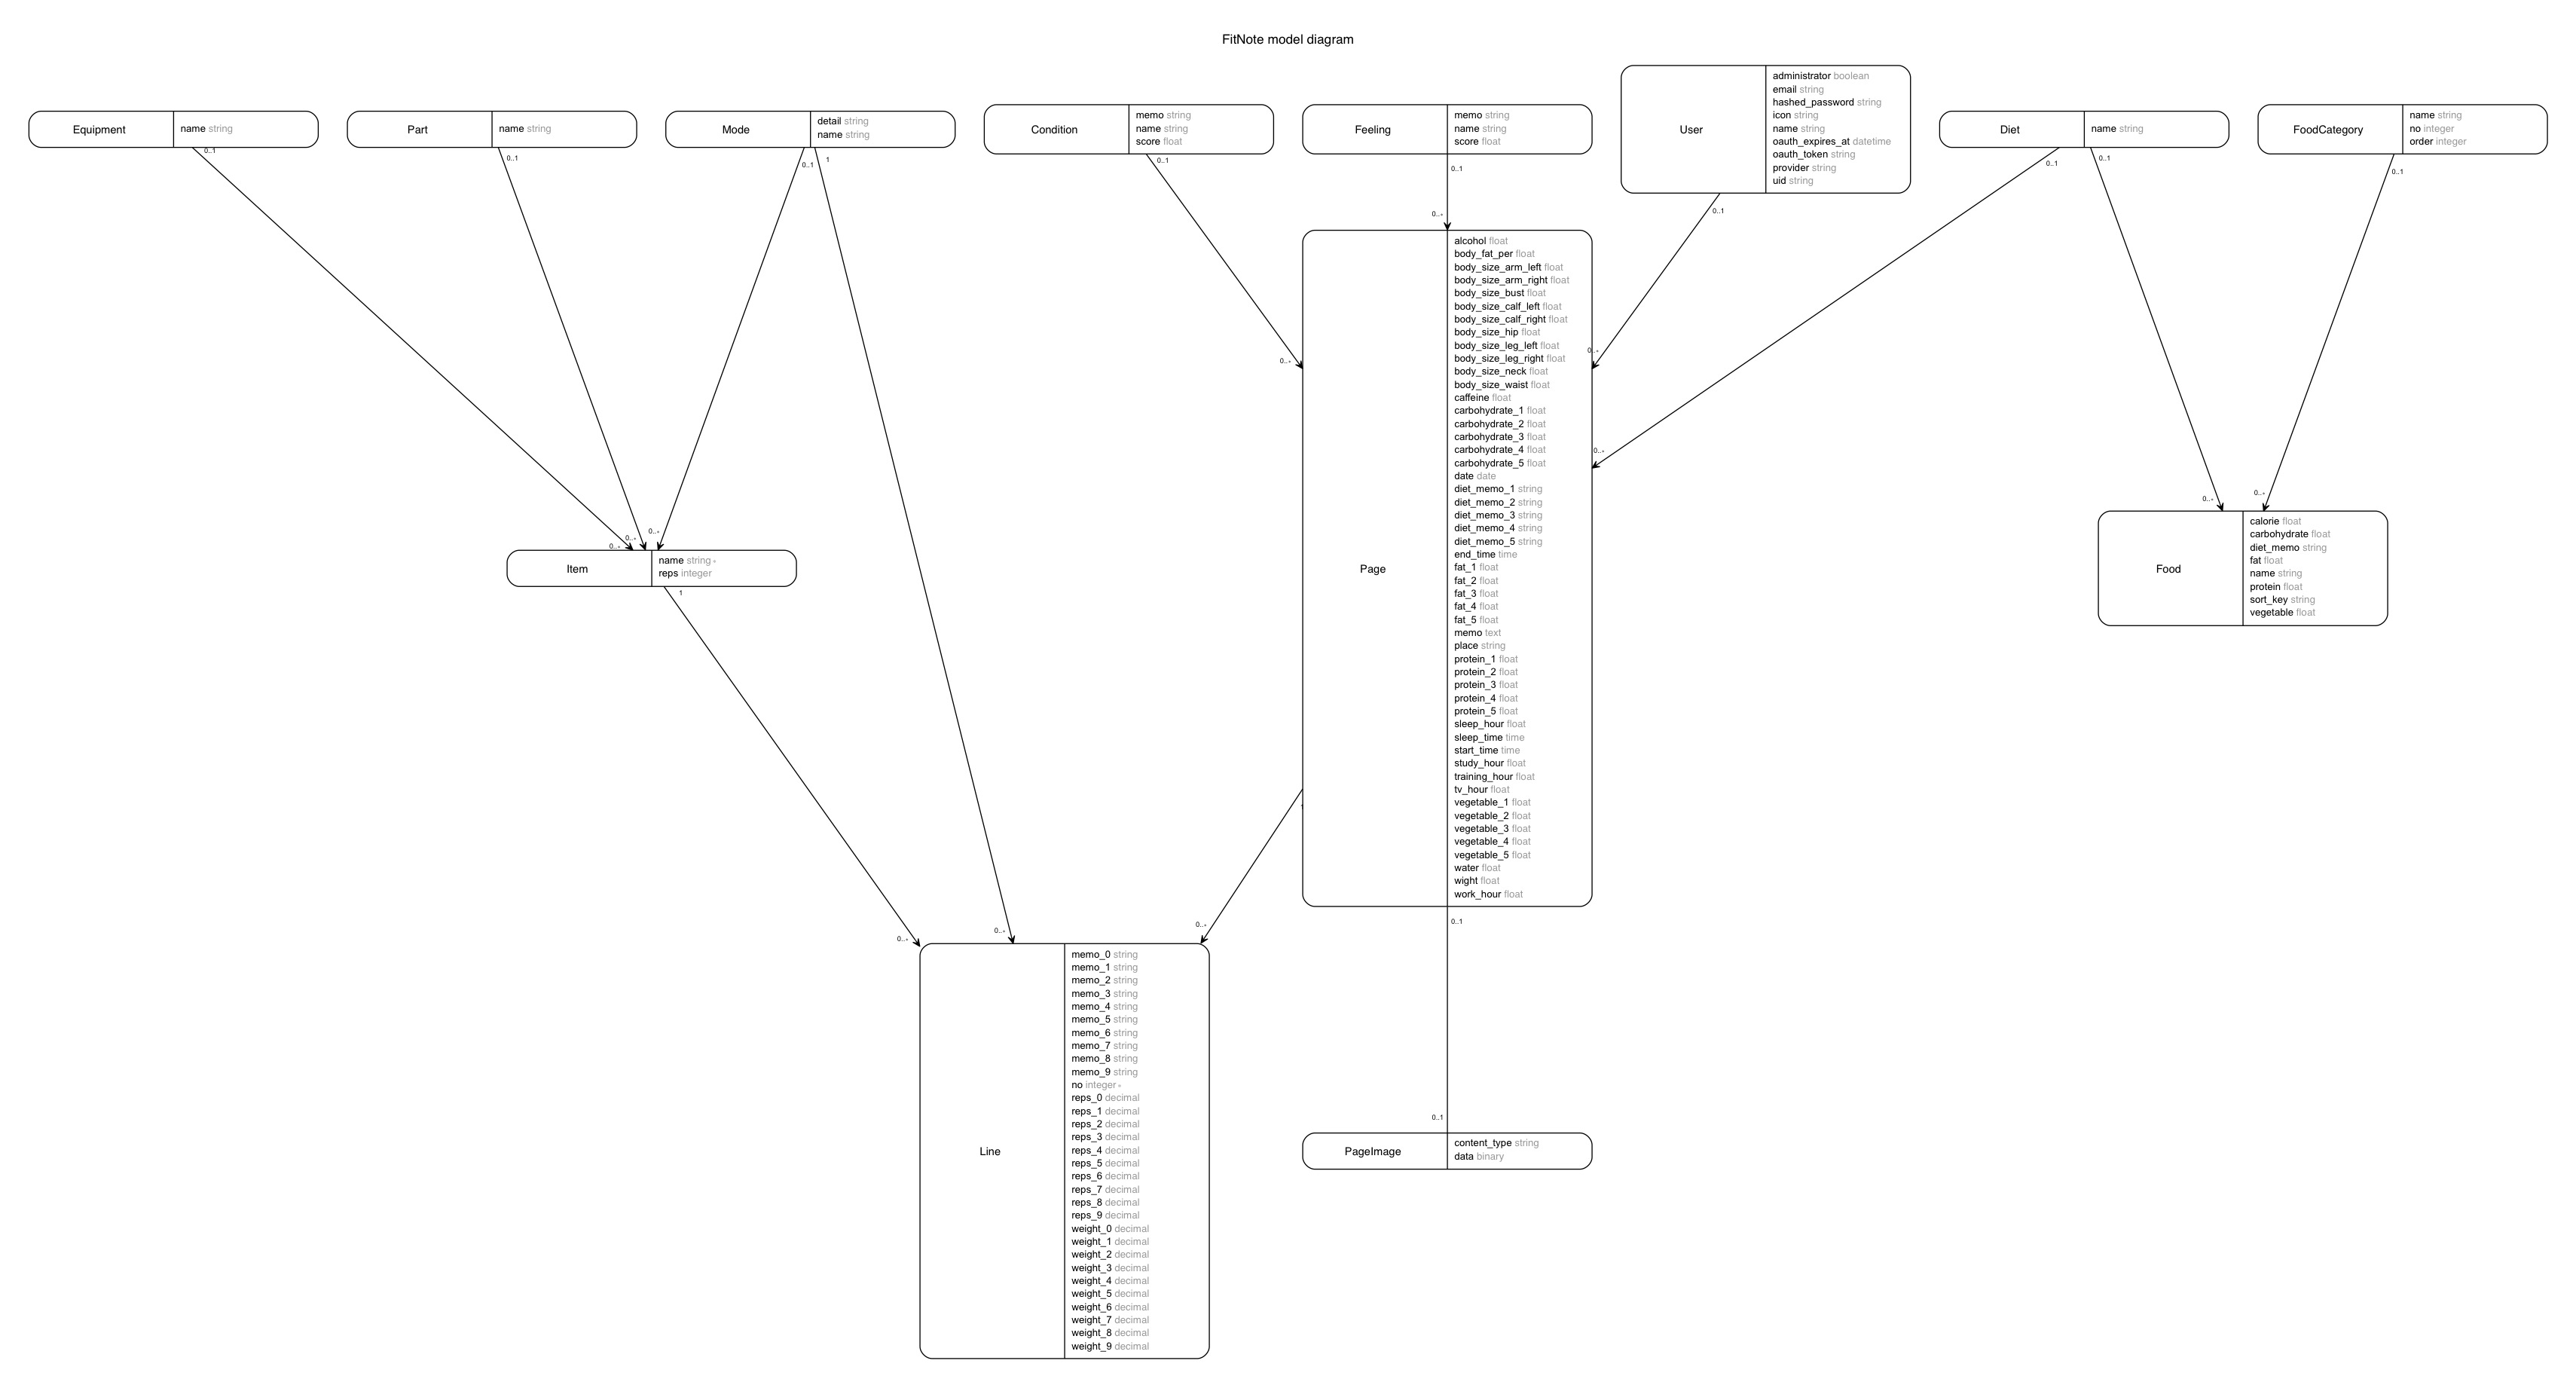 FitNote model diagram
Equipment
name string
0..1
Part
name string
0..1
Mode
detail string
name string
0..1
1
Condition
memo string
name string
score float
0..1
Feeling
memo string
name string
score float
0..1
User
administrator boolean
email string
hashed_password string
icon string
name string
oauth_expires_at datetime
oauth_token string
provider string
uid string
0..1
Diet
name string
0..1
0..1
FoodCategory
name string
no integer
order integer
0..1
0..*
0..*
0..*
0..*
Page
alcohol float
body_fat_per float
body_size_arm_left float
body_size_arm_right float
body_size_bust float
body_size_calf_left float
body_size_calf_right float
body_size_hip float
body_size_leg_left float
body_size_leg_right float
body_size_neck float
body_size_waist float
caffeine float
carbohydrate_1 float
carbohydrate_2 float
carbohydrate_3 float
carbohydrate_4 float
carbohydrate_5 float
date date
diet_memo_1 string
diet_memo_2 string
diet_memo_3 string
diet_memo_4 string
diet_memo_5 string
end_time time
fat_1 float
fat_2 float
fat_3 float
fat_4 float
fat_5 float
memo text
place string
protein_1 float
protein_2 float
protein_3 float
protein_4 float
protein_5 float
sleep_hour float
sleep_time time
start_time time
study_hour float
training_hour float
tv_hour float
vegetable_1 float
vegetable_2 float
vegetable_3 float
vegetable_4 float
vegetable_5 float
water float
wight float
work_hour float
0..1
0..*
0..*
0..*
Item
name string *
reps integer
1
0..*
0..*
Food
calorie float
carbohydrate float
diet_memo string
fat float
name string
protein float
sort_key string
vegetable float
0..*
0..*
0..*
Line
memo_0 string
memo_1 string
memo_2 string
memo_3 string
memo_4 string
memo_5 string
memo_6 string
memo_7 string
memo_8 string
memo_9 string
no integer *
reps_0 decimal
reps_1 decimal
reps_2 decimal
reps_3 decimal
reps_4 decimal
reps_5 decimal
reps_6 decimal
reps_7 decimal
reps_8 decimal
reps_9 decimal
weight_0 decimal
weight_1 decimal
weight_2 decimal
weight_3 decimal
weight_4 decimal
weight_5 decimal
weight_6 decimal
weight_7 decimal
weight_8 decimal
weight_9 decimal
0..1
PageImage
content_type string
data binary